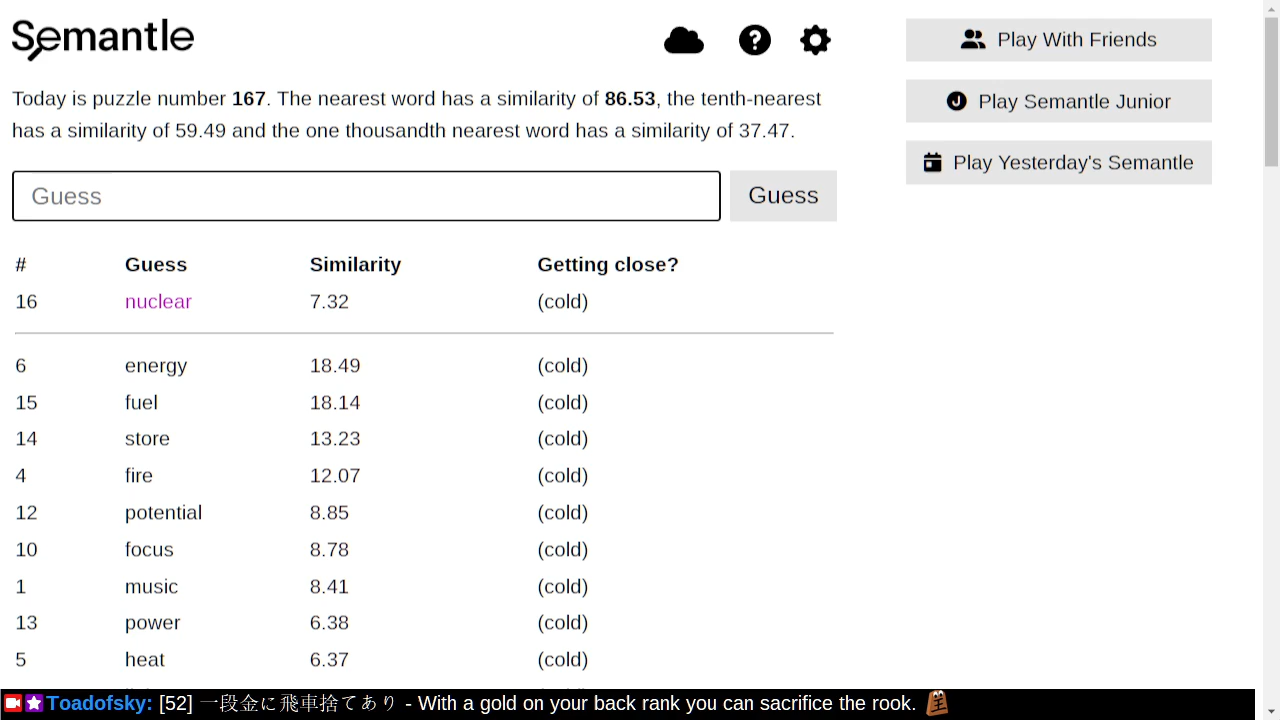 Semantle
Play With Friends
Play Semantle Junior
Play Yesterday's Semantle
Today is puzzle number 167. The nearest word has a similarity of 86.53, the tenth-nearest
has a similarity of 59.49 and the one thousandth nearest word has a similarity of 37.47.
Guess Guess
# Guess Similarity Getting close?
16 nuclear 7.32 (cold)
6 energy 18.49 (cold)
15 fuel 18.14 (cold)
14 store 13.23 (cold)
4 fire 12.07 (cold)
12 potential 8.85 (cold)
10 focus 8.78 (cold)
1 music 8.41 (cold)
13 power 6.38 (cold)
5 heat 6.37 (cold)
Toadofsky: [52] 一段金に飛車捨てあり - With a gold on your back rank you can sacrifice the rook.